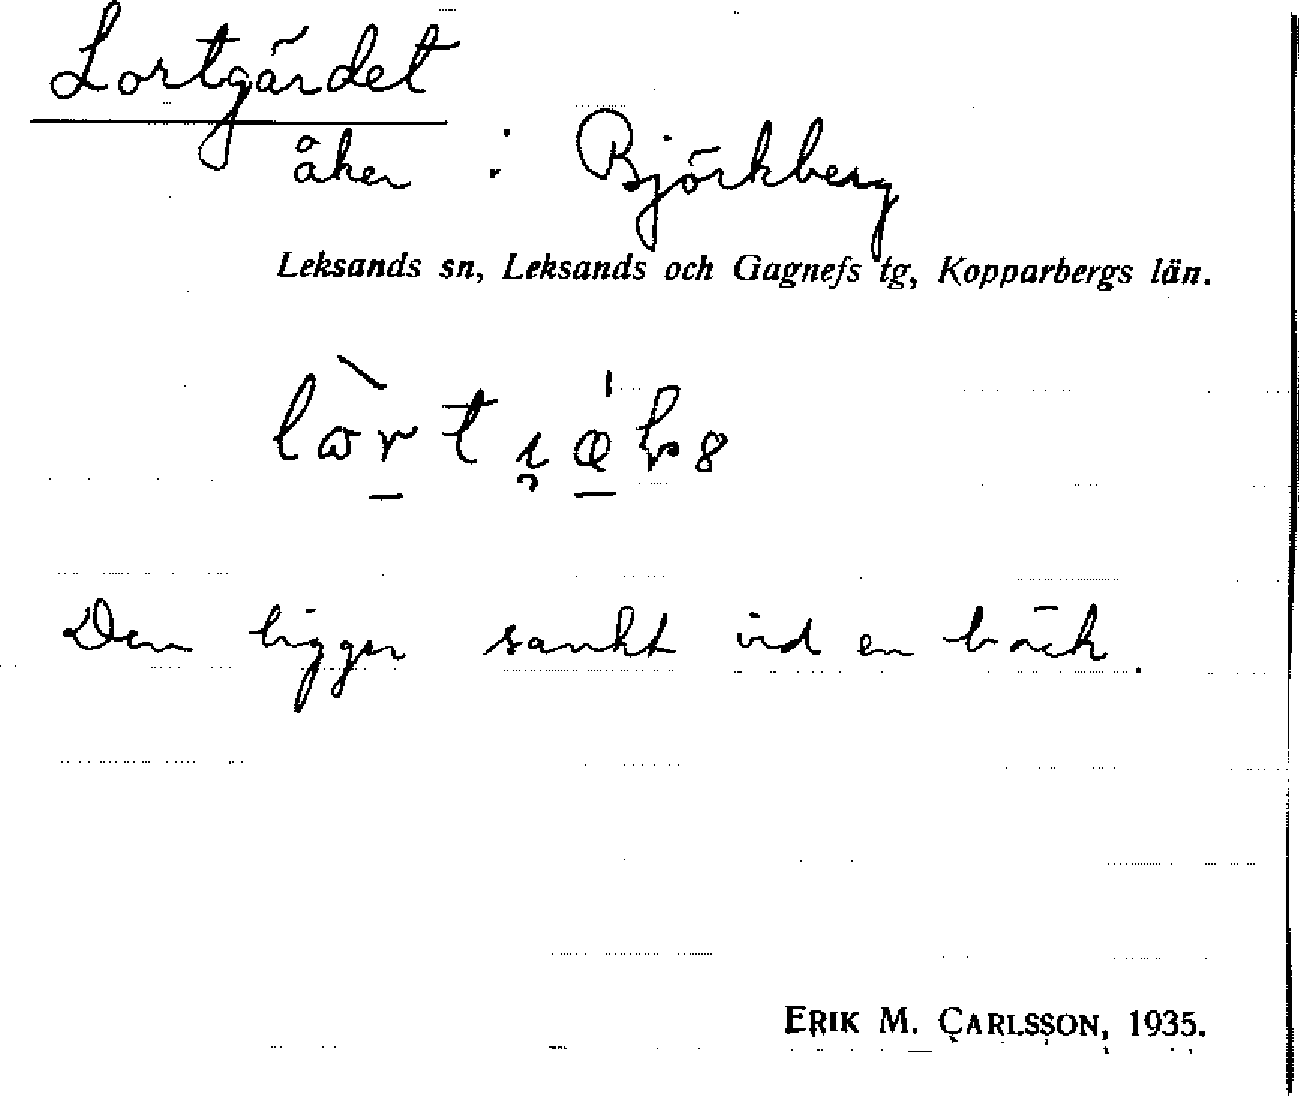 Lortgärdet
åker i Björkberg
Leksands sn, Leksands och Gagnefs tg, Kopparbergs län.
Den ligger sankt vid en bäck.
ERIK M. CARLSSON, 1935.